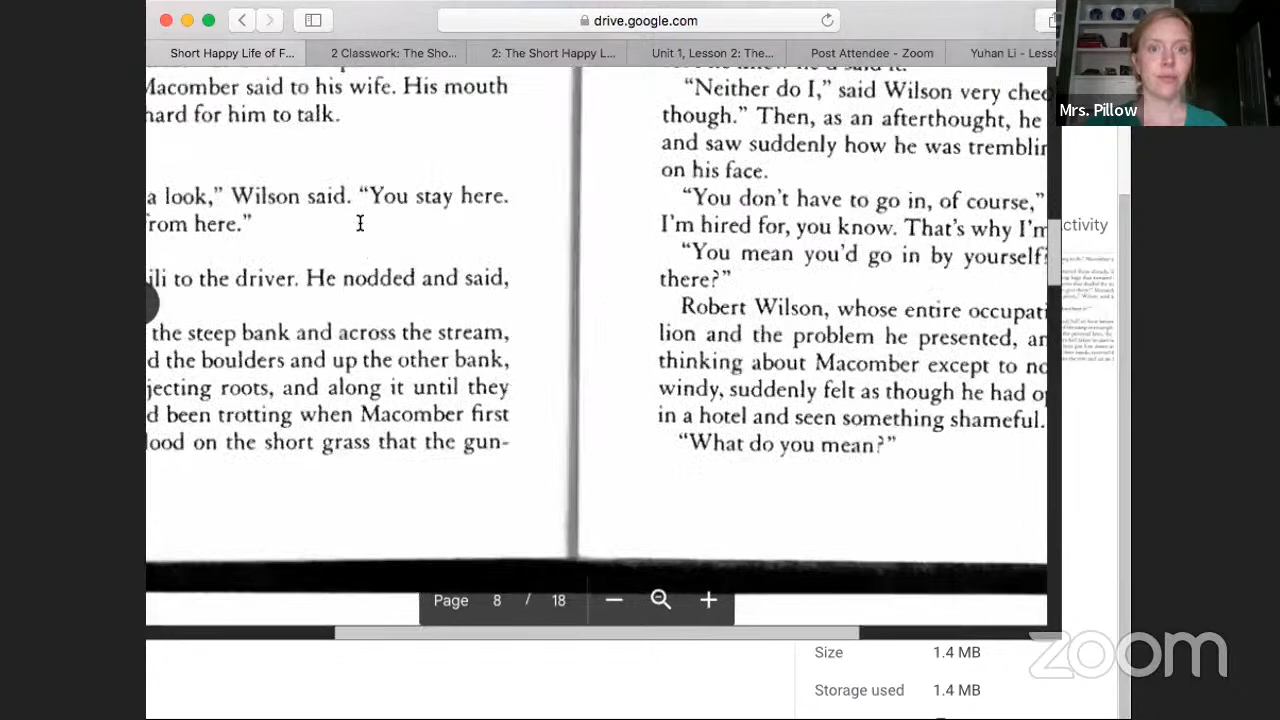 drive.google.com
Short Happy Life of F...
2 Classwork: The Sho...
2: The Short Happy L...
Unit 1, Lesson 2: The...
Post Attendee - Zoom
Yuhan Li - Less
Mrs. Pillow
Macomber said to his wife. His mouth
hard for him to talk.
a look,” Wilson said. “You stay here.
from here.”
ili to the driver. He nodded and said,
the steep bank and across the stream,
d the boulders and up the other bank,
jecting roots, and along it until they
d been trotting when Macomber first
lood on the short grass that the gun-
“Neither do I,” said Wilson very chee
though.” Then, as an afterthought, he
and saw suddenly how he was tremblin
on his face.
“You don't have to go in, of course,”
I'm hired for, you know. That's why I'm
“You mean you'd go in by yourself?
there?”
Robert Wilson, whose entire occupati
lion and the problem he presented, an
thinking about Macomber except to no
windy, suddenly felt as though he had op
in a hotel and seen something shameful.
“What do you mean?”
ctivity
Page 8 / 18
Size 1.4 MB
Storage used 1.4 MB
zoom